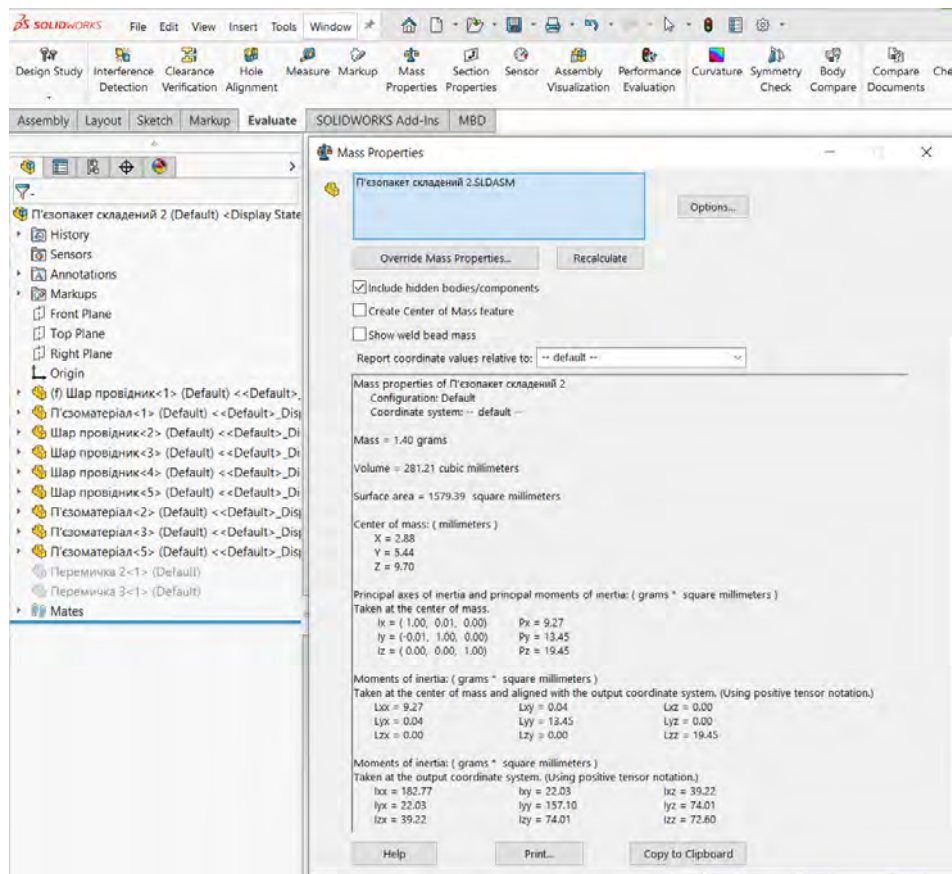 SOLIDWORKS File Edit View Insert Tools Window
Design Study Interference Detection Clearance Verification Hole Alignment Measure Markup Mass Properties Section Properties Sensor Assembly Visualization Performance Evaluation Curvature Symmetry Check Body Compare Compare Documents Che
Assembly Layout Sketch Markup Evaluate SOLIDWORKS Add-Ins MBD
Mass Properties
П'єзопакет складений 2.SLDASM
Options...
Override Mass Properties... Recalculate
Include hidden bodies/components
Create Center of Mass feature
Show weld bead mass
Report coordinate values relative to: -- default --
П'єзопакет складений 2 (Default) <Display State
History
Sensors
Annotations
Markups
Front Plane
Top Plane
Right Plane
Origin
(f) Шар провідник<1> (Default) <<Default>_
П'єзоматеріал<1> (Default) <<Default>_Disp
Шар провідник<2> (Default) <<Default>_Di
Шар провідник<3> (Default) <<Default>_Di
Шар провідник<4> (Default) <<Default>_Di
Шар провідник<5> (Default) <<Default>_Di
П'єзоматеріал<2> (Default) <<Default>_Disp
П'єзоматеріал<3> (Default) <<Default>_Disp
П'єзоматеріал<5> (Default) <<Default>_Disp
Перемичка 2<1> (Default)
Перемичка 3<1> (Default)
Mates
Mass properties of П'єзопакет складений 2
Configuration: Default
Coordinate system: -- default --
Mass = 1.40 grams
Volume = 281.21 cubic millimeters
Surface area = 1579.39 square millimeters
Center of mass: ( millimeters )
X = 2.88
Y = 5.44
Z = 9.70
Principal axes of inertia and principal moments of inertia: ( grams * square millimeters )
Taken at the center of mass.
Ix = ( 1.00, 0.01, 0.00) Px = 9.27
Iy = (-0.01, 1.00, 0.00) Py = 13.45
Iz = ( 0.00, 0.00, 1.00) Pz = 19.45
Moments of inertia: ( grams * square millimeters )
Taken at the center of mass and aligned with the output coordinate system. (Using positive tensor notation.)
Lxx = 9.27 Lxy = 0.04 Lxz = 0.00
Lyx = 0.04 Lyy = 13.45 Lyz = 0.00
Lzx = 0.00 Lzy = 0.00 Lzz = 19.45
Moments of inertia: ( grams * square millimeters )
Taken at the output coordinate system. (Using positive tensor notation.)
Ixx = 182.77 Ixy = 22.03 Ixz = 39.22
Iyx = 22.03 Iyy = 157.10 Iyz = 74.01
Izx = 39.22 Izy = 74.01 Izz = 72.60
Help Print... Copy to Clipboard